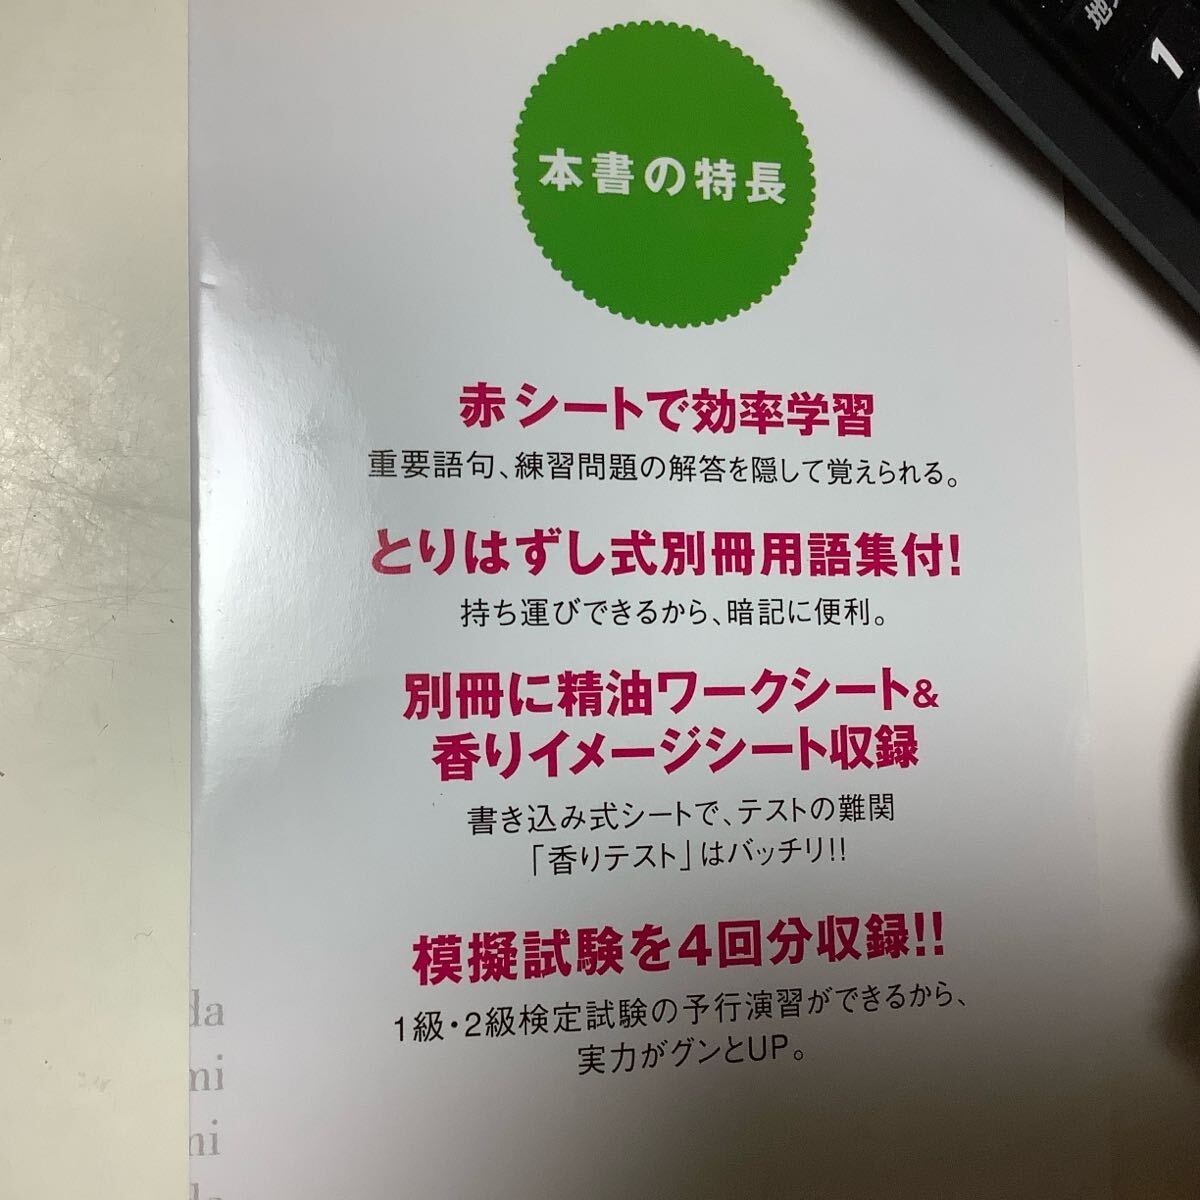 本書の特長
赤シートで効率学習
重要語句、練習問題の解答を隠して覚えられる。
とりはずし式別冊用語集付!
持ち運びできるから、暗記に便利。
別冊に精油ワークシート&
香りイメージシート収録
書き込み式シートで、テストの難関
「香りテスト」はバッチリ!!
模擬試験を4回分収録!!
1級・2級検定試験の予行演習ができるから、
実力がグンとUP。
da
mi
ni
da
1